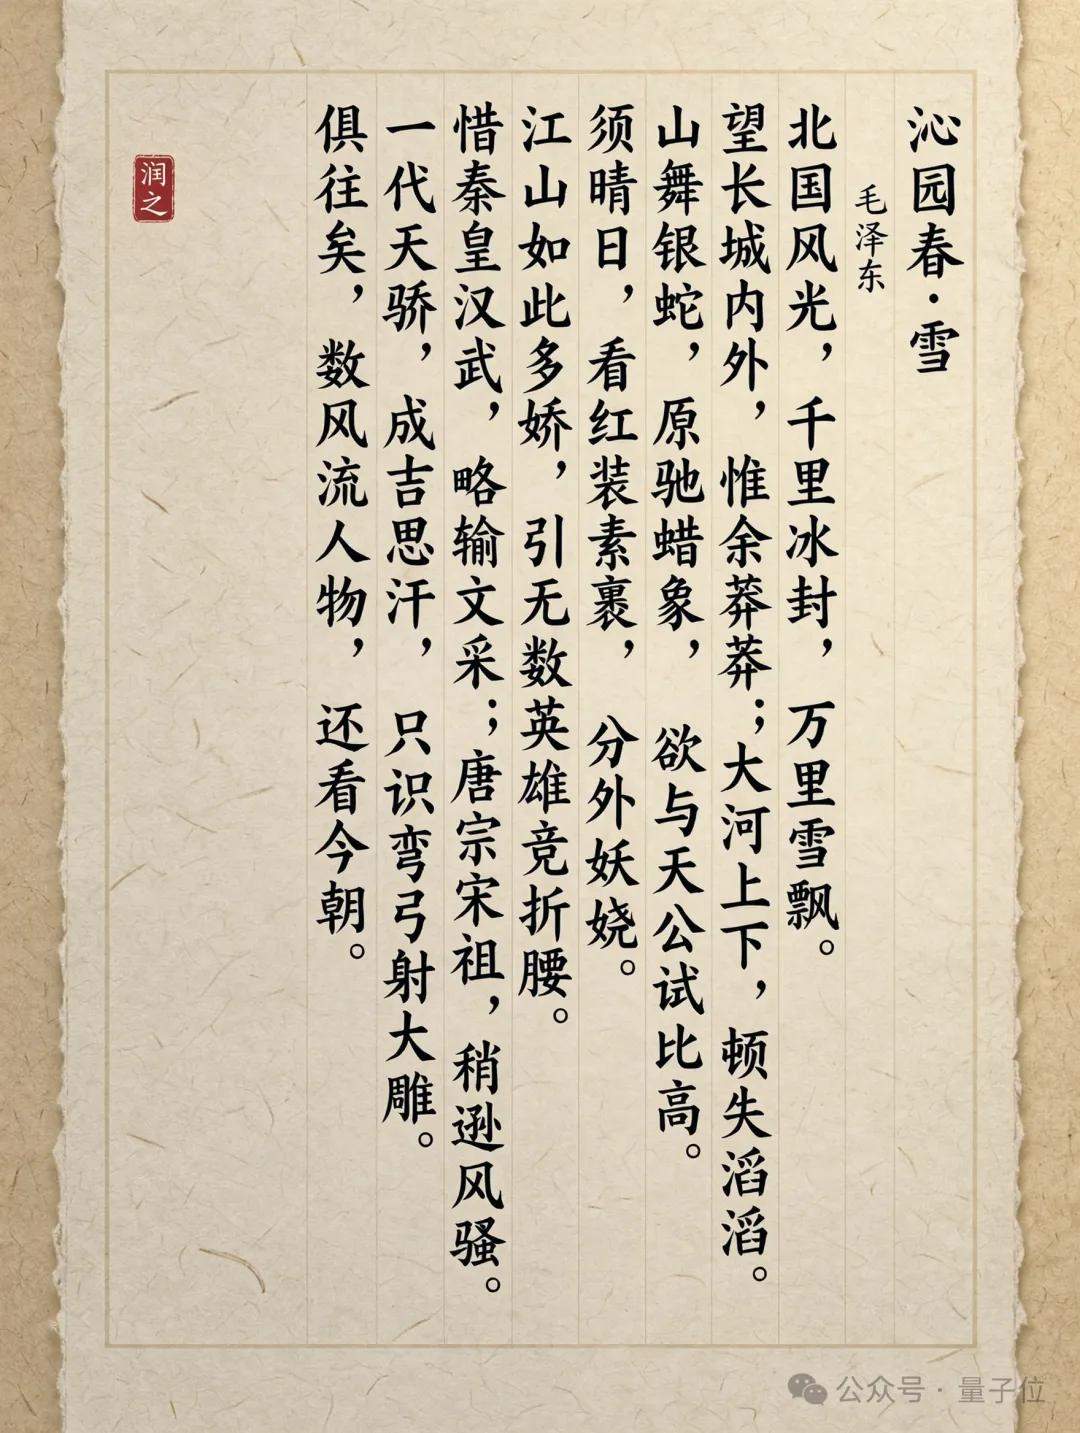 沁园春·雪
毛泽东
北国风光，千里冰封，万里雪飘。
望长城内外，惟余莽莽；大河上下，顿失滔滔。
山舞银蛇，原驰蜡象，欲与天公试比高。
须晴日，看红装素裹，分外妖娆。
江山如此多娇，引无数英雄竞折腰。
惜秦皇汉武，略输文采；唐宗宋祖，稍逊风骚。
一代天骄，成吉思汗，只识弯弓射大雕。
俱往矣，数风流人物，还看今朝。
润之
公众号·量子位